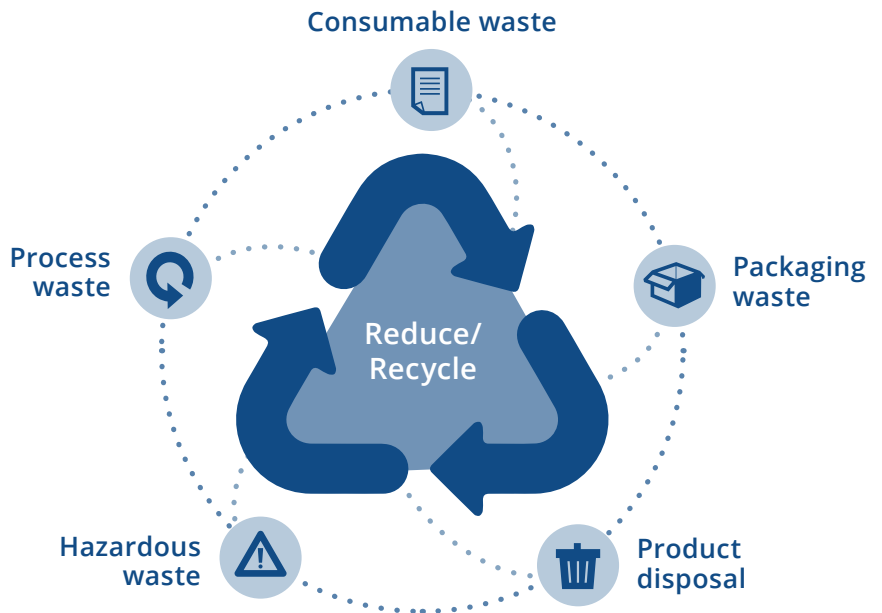 Consumable waste
Process
waste
Packaging
waste
Reduce/
Recycle
Hazardous
waste
Product
disposal